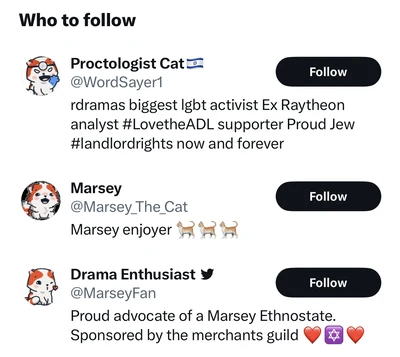 Who to follow
Proctologist Cat🇮🇱
@WordSayer1
Follow
rdramas biggest lgbt activist Ex Raytheon
analyst #LovetheADL supporter Proud Jew
#landlordrights now and forever
Marsey
@Marsey_The_Cat
Follow
Marsey enjoyer 🐈🐈🐈
Drama Enthusiast
@MarseyFan
Follow
Proud advocate of a Marsey Ethnostate.
Sponsored by the merchants guild ❤️🔯❤️